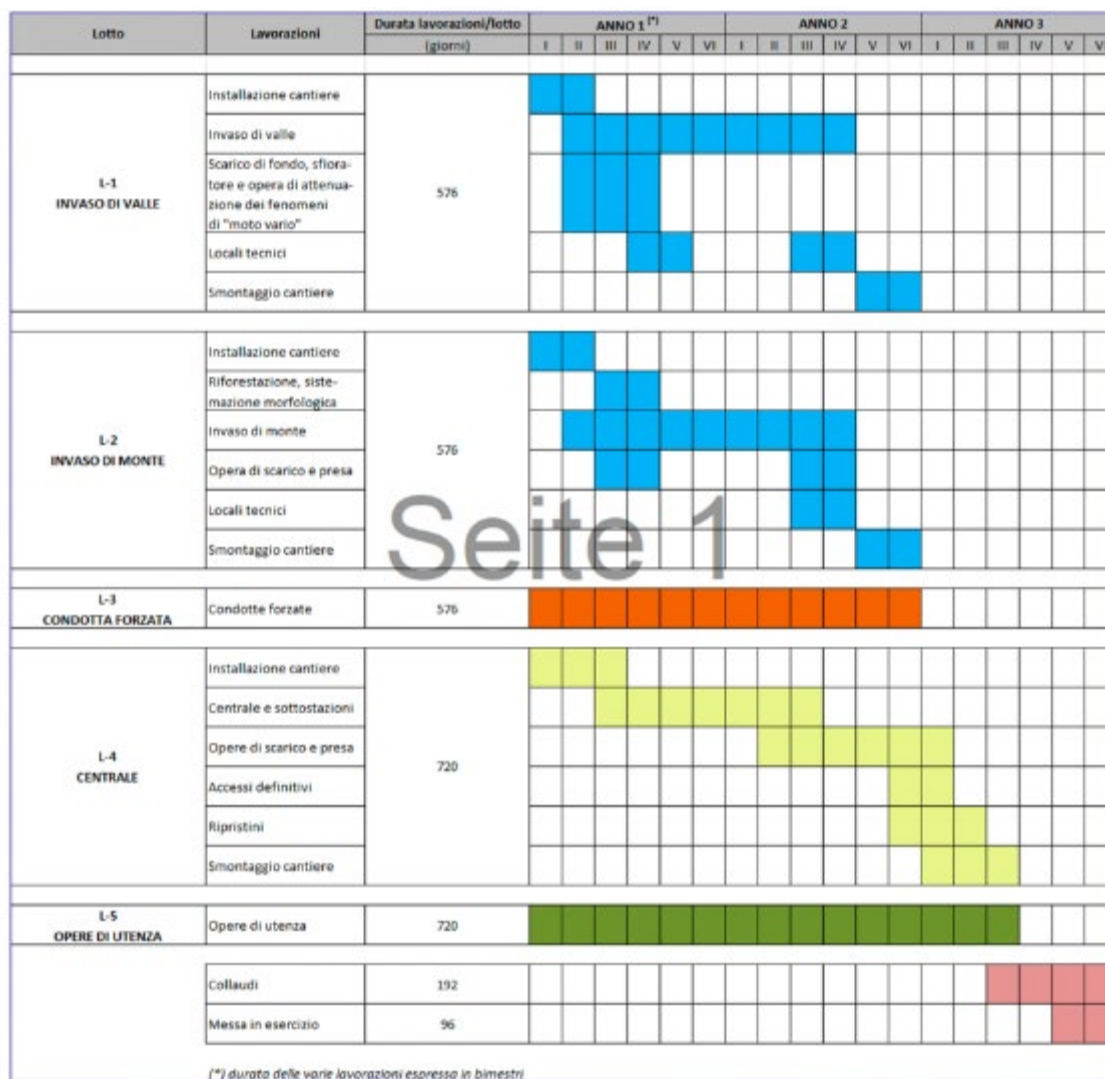 Lotto Lavorazioni Durata lavorazioni/lotto ANNO 1 (*) ANNO 2 ANNO 3
(giorni) I II III IV V VI I II III IV V VI I II III IV V V
Installazione cantiere
Invaso di valle
L-1
INVASO DI VALLE
Scarico di fondo, sfiora-
tore e opera di attenua-
zione dei fenomeni
di "moto vario"
576
Locali tecnici
Smontaggio cantiere
Installazione cantiere
Riforestazione, siste-
mazione morfologica
L-2
INVASO DI MONTE
Invaso di monte
576
Opera di scarico e presa
Locali tecnici
Smontaggio cantiere
Seite 1
L-3
CONDOTTA FORZATA
Condotte forzate 576
Installazione cantiere
Centrale e sottostazioni
L-4
CENTRALE
Opere di scarico e presa
720
Accessi definitivi
Ripristini
Smontaggio cantiere
L-5
OPERE DI UTENZA
Opere di utenza 720
Collaudi 192
Messa in esercizio 96
(*) durata delle varie lavorazioni espressa in bimestri